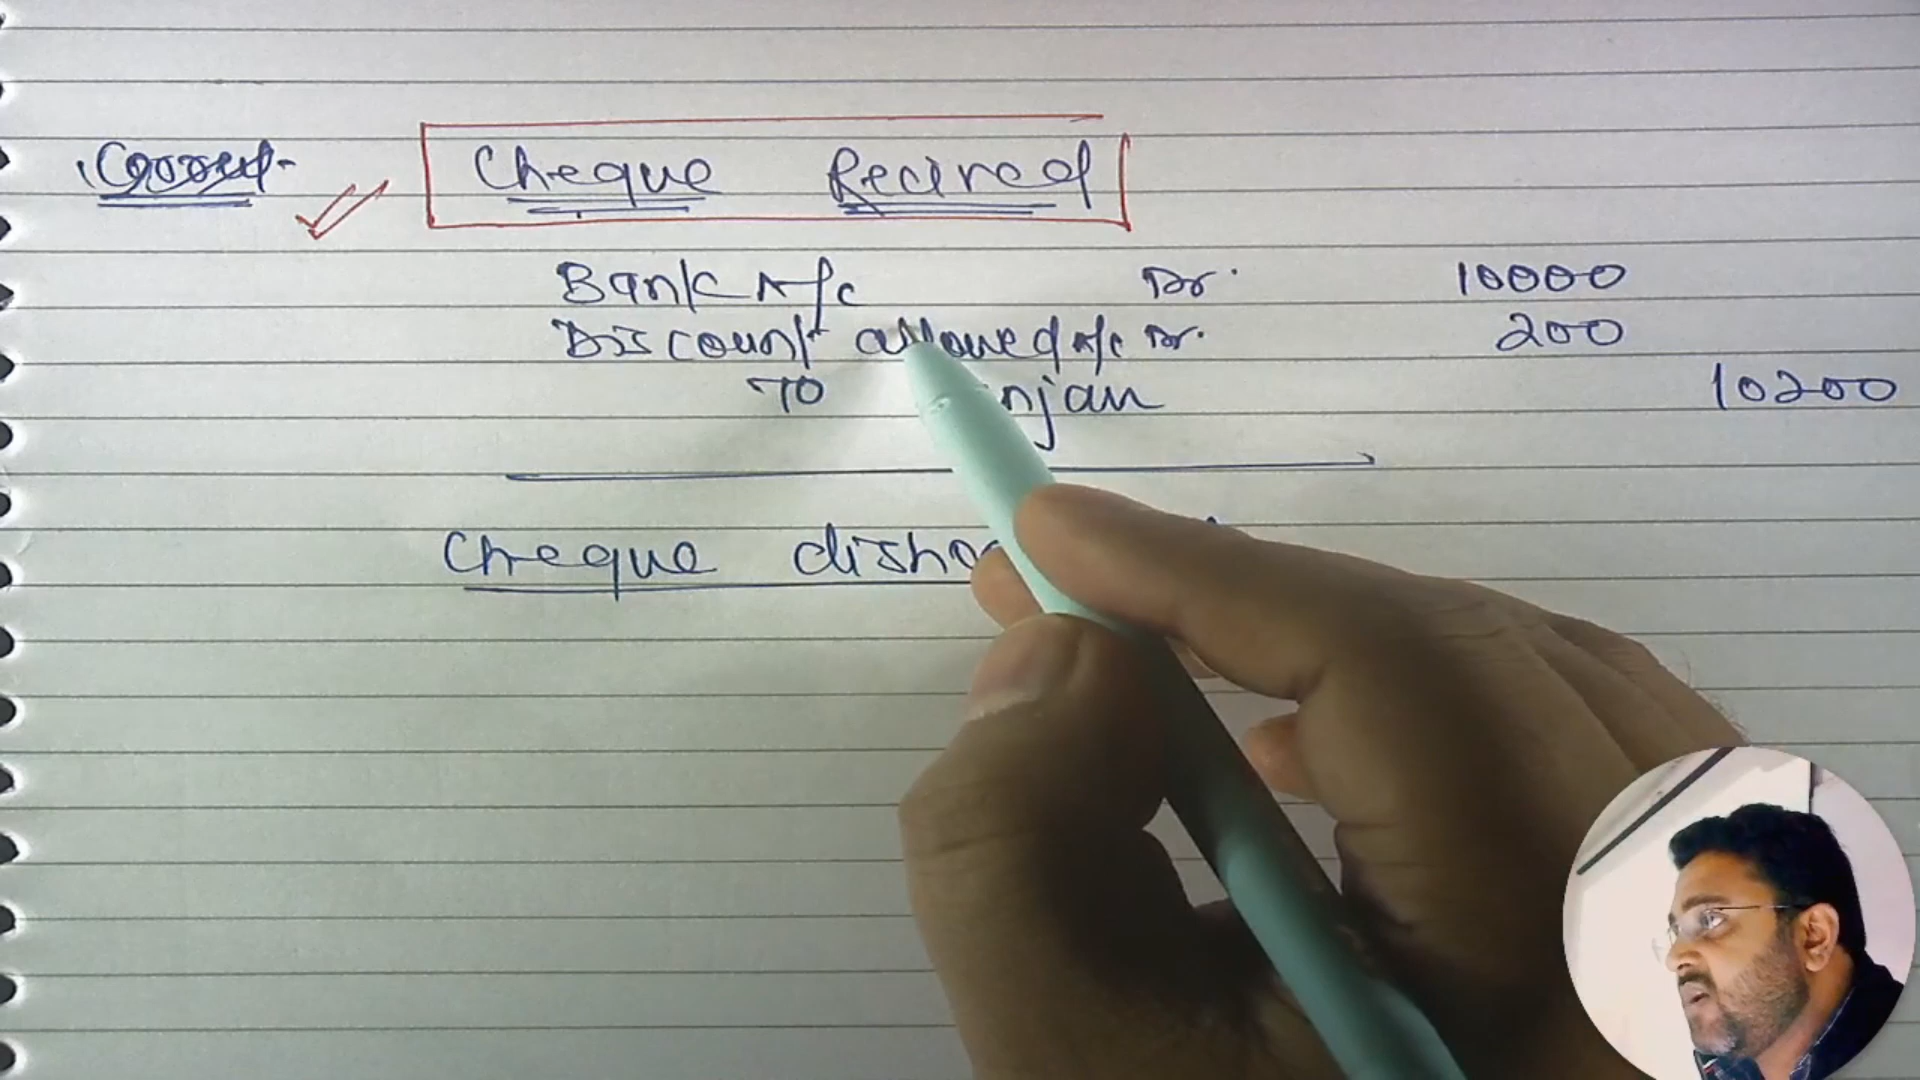 Cheque Recived
Bank A/c Dr. 10000
Discount allowed A/c Dr. 200
To njan 10200
Cheque disho